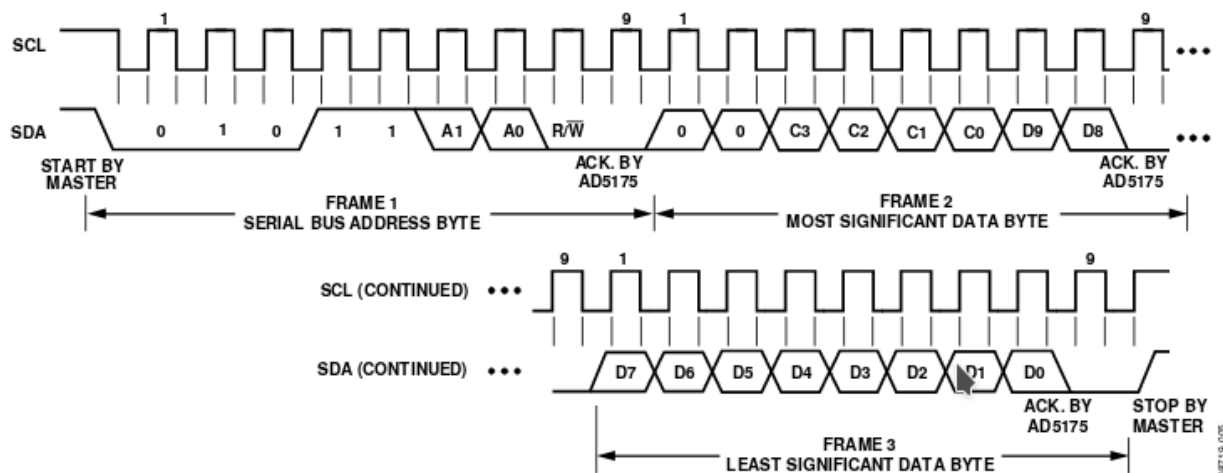 1 9 1 9
SCL
SDA 0 1 0 1 1 A1 A0 R/W̅ 0 0 C3 C2 C1 C0 D9 D8
START BY MASTER
ACK. BY AD5175
ACK. BY AD5175
FRAME 1
SERIAL BUS ADDRESS BYTE
FRAME 2
MOST SIGNIFICANT DATA BYTE
9 1 9
SCL (CONTINUED)
SDA (CONTINUED) D7 D6 D5 D4 D3 D2 D1 D0
ACK. BY AD5175
STOP BY MASTER
FRAME 3
LEAST SIGNIFICANT DATA BYTE